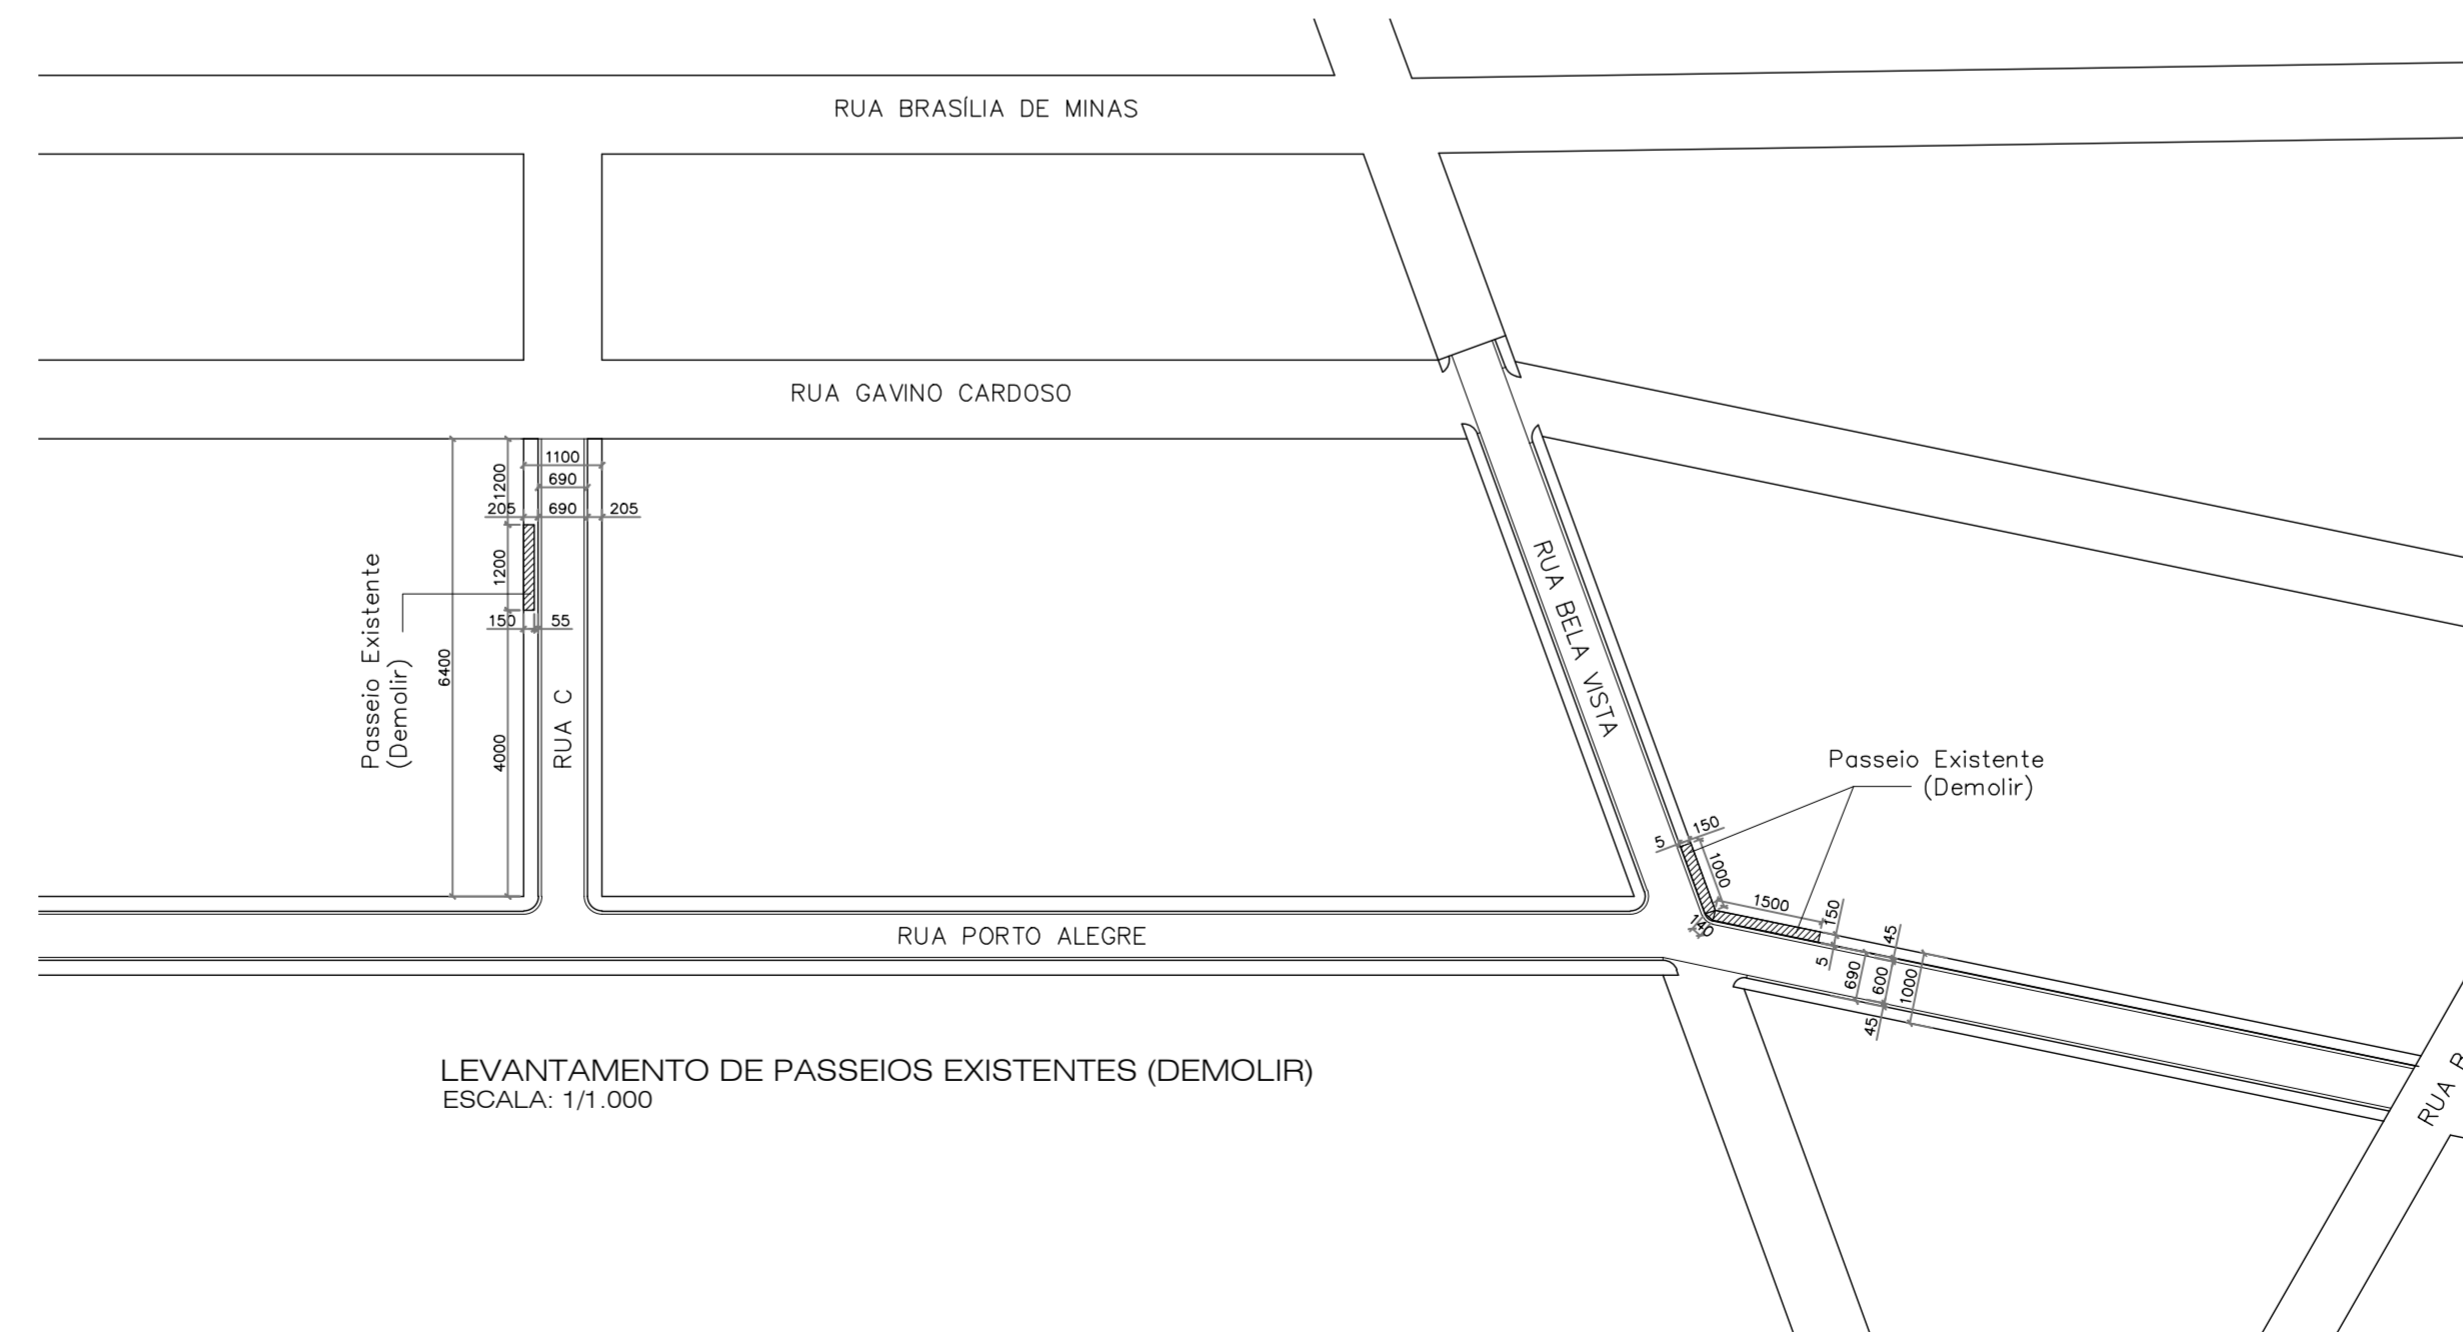 RUA BRASÍLIA DE MINAS
RUA GAVINO CARDOSO
1100
690
1200
205
690
205
1200
150
55
Passeio Existente
(Demolir)
6400
4000
RUA C
RUA BELA VISTA
Passeio Existente
(Demolir)
150
5
1000
1500
150
140
45
5
690
600
1000
45
RUA PORTO ALEGRE
RUA
LEVANTAMENTO DE PASSEIOS EXISTENTES (DEMOLIR)
ESCALA: 1/1.000